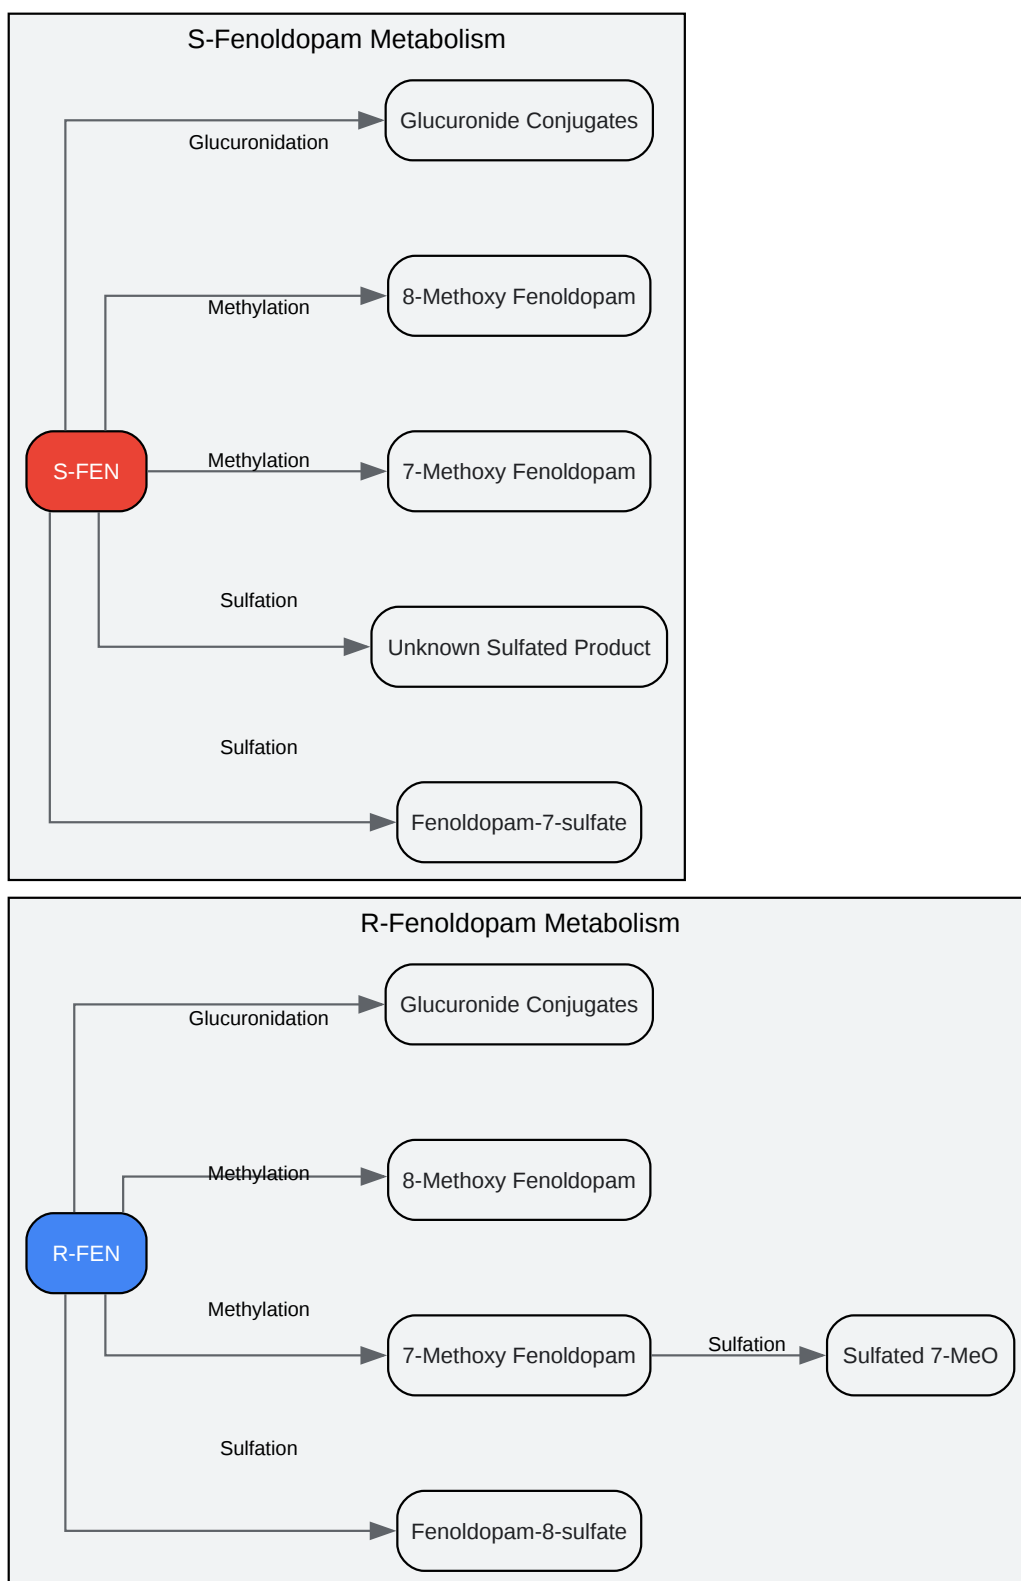 S-Fenoldopam Metabolism
Glucuronide Conjugates
Glucuronidation
8-Methoxy Fenoldopam
Methylation
S-FEN
Methylation
7-Methoxy Fenoldopam
Sulfation
Unknown Sulfated Product
Sulfation
Fenoldopam-7-sulfate
R-Fenoldopam Metabolism
Glucuronide Conjugates
Glucuronidation
Methylation
8-Methoxy Fenoldopam
R-FEN
Methylation
7-Methoxy Fenoldopam
Sulfation
Sulfated 7-MeO
Sulfation
Fenoldopam-8-sulfate